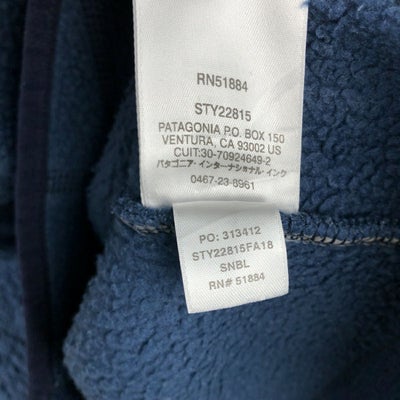 RN51884
STY22815
PATAGONIA P.O. BOX 150
VENTURA, CA 93002 US
CUIT:30-70924649-2
パタゴニア・インターナショナル・インク
0467-23-8961
PO: 313412
STY22815FA18
SNBL
RN# 51884